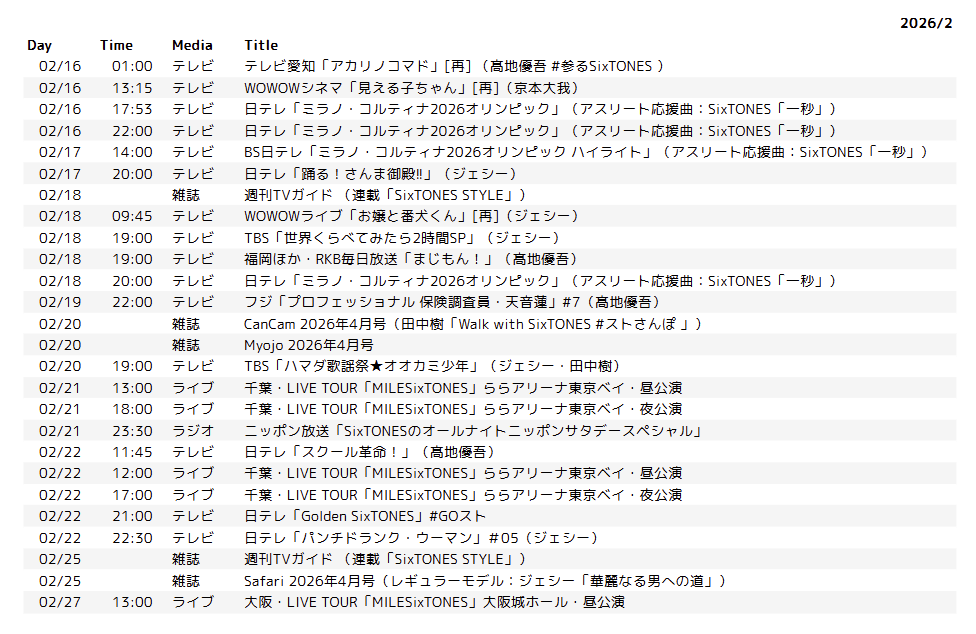 2026/2
Day Time Media Title
02/16 01:00 テレビ テレビ愛知「アカリノコマド」[再] （髙地優吾 #参るSixTONES ）
02/16 13:15 テレビ WOWOWシネマ「見える子ちゃん」[再]（京本大我）
02/16 17:53 テレビ 日テレ「ミラノ・コルティナ2026オリンピック」（アスリート応援曲：SixTONES「一秒」）
02/16 22:00 テレビ 日テレ「ミラノ・コルティナ2026オリンピック」（アスリート応援曲：SixTONES「一秒」）
02/17 14:00 テレビ BS日テレ「ミラノ・コルティナ2026オリンピック ハイライト」（アスリート応援曲：SixTONES「一秒」）
02/17 20:00 テレビ 日テレ「踊る！さんま御殿!!」（ジェシー）
02/18 雑誌 週刊TVガイド （連載「SixTONES STYLE」）
02/18 09:45 テレビ WOWOWライブ「お嬢と番犬くん」[再]（ジェシー）
02/18 19:00 テレビ TBS「世界くらべてみたら2時間SP」（ジェシー）
02/18 19:00 テレビ 福岡ほか・RKB毎日放送「まじもん！」（髙地優吾）
02/18 20:00 テレビ 日テレ「ミラノ・コルティナ2026オリンピック」（アスリート応援曲：SixTONES「一秒」）
02/19 22:00 テレビ フジ「プロフェッショナル 保険調査員・天音蓮」#7（髙地優吾）
02/20 雑誌 CanCam 2026年4月号（田中樹「Walk with SixTONES #ストさんぽ 」）
02/20 雑誌 Myojo 2026年4月号
02/20 19:00 テレビ TBS「ハマダ歌謡祭★オオカミ少年」（ジェシー・田中樹）
02/21 13:00 ライブ 千葉・LIVE TOUR「MILESixTONES」ららアリーナ東京ベイ・昼公演
02/21 18:00 ライブ 千葉・LIVE TOUR「MILESixTONES」ららアリーナ東京ベイ・夜公演
02/21 23:30 ラジオ ニッポン放送「SixTONESのオールナイトニッポンサタデースペシャル」
02/22 11:45 テレビ 日テレ「スクール革命！」（髙地優吾）
02/22 12:00 ライブ 千葉・LIVE TOUR「MILESixTONES」ららアリーナ東京ベイ・昼公演
02/22 17:00 ライブ 千葉・LIVE TOUR「MILESixTONES」ららアリーナ東京ベイ・夜公演
02/22 21:00 テレビ 日テレ「Golden SixTONES」#GOスト
02/22 22:30 テレビ 日テレ「パンチドランク・ウーマン」＃05（ジェシー）
02/25 雑誌 週刊TVガイド （連載「SixTONES STYLE」）
02/25 雑誌 Safari 2026年4月号（レギュラーモデル：ジェシー「華麗なる男への道」）
02/27 13:00 ライブ 大阪・LIVE TOUR「MILESixTONES」大阪城ホール・昼公演